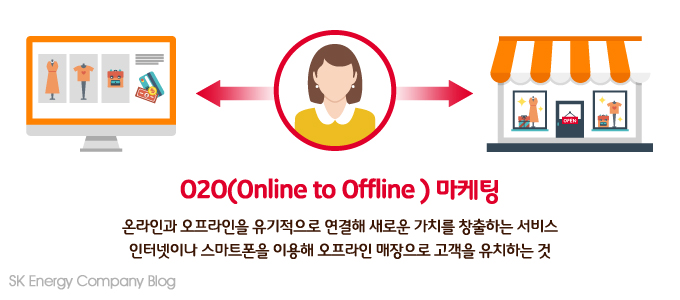 OPEN
O2O(Online to Offline ) 마케팅
온라인과 오프라인을 유기적으로 연결해 새로운 가치를 창출하는 서비스
인터넷이나 스마트폰을 이용해 오프라인 매장으로 고객을 유치하는 것
SK Energy Company Blog